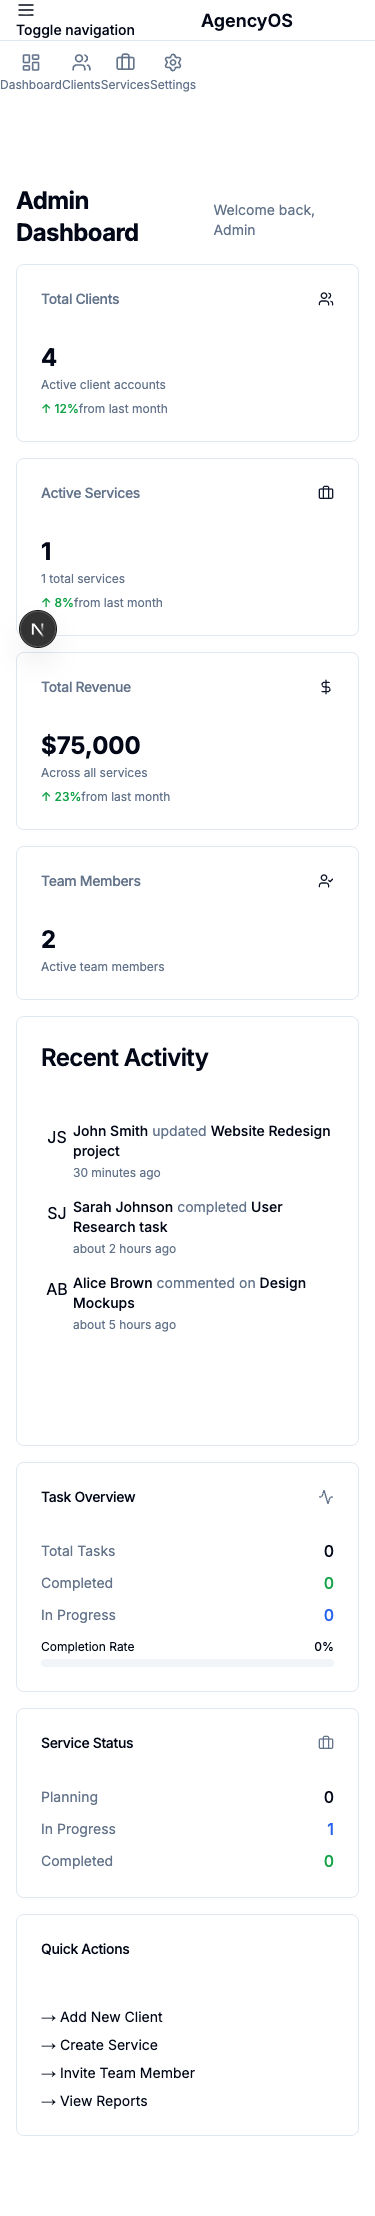 Toggle navigation
AgencyOS
Dashboard Clients Services Settings
Admin Dashboard
Welcome back, Admin
Total Clients
4
Active client accounts
↑ 12% from last month
Active Services
1
1 total services
↑ 8% from last month
N
Total Revenue
$75,000
Across all services
↑ 23% from last month
Team Members
2
Active team members
Recent Activity
JS
John Smith updated Website Redesign
project
30 minutes ago
SJ
Sarah Johnson completed User
Research task
about 2 hours ago
AB
Alice Brown commented on Design
Mockups
about 5 hours ago
Task Overview
Total Tasks 0
Completed 0
In Progress 0
Completion Rate 0%
Service Status
Planning 0
In Progress 1
Completed 0
Quick Actions
→ Add New Client
→ Create Service
→ Invite Team Member
→ View Reports